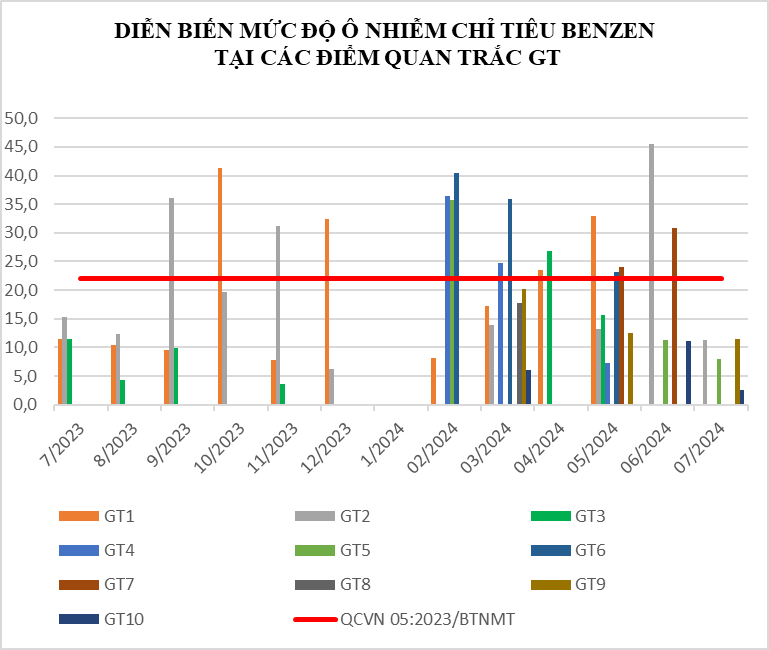 DIỄN BIẾN MỨC ĐỘ Ô NHIỄM CHỈ TIÊU BENZEN
TẠI CÁC ĐIỂM QUAN TRẮC GT
50,0
45,0
40,0
35,0
30,0
25,0
20,0
15,0
10,0
5,0
0,0
7/2023 8/2023 9/2023 10/2023 11/2023 12/2023 1/2024 02/2024 03/2024 04/2024 05/2024 06/2024 07/2024
GT1 GT2 GT3
GT4 GT5 GT6
GT7 GT8 GT9
GT10 QCVN 05:2023/BTNMT